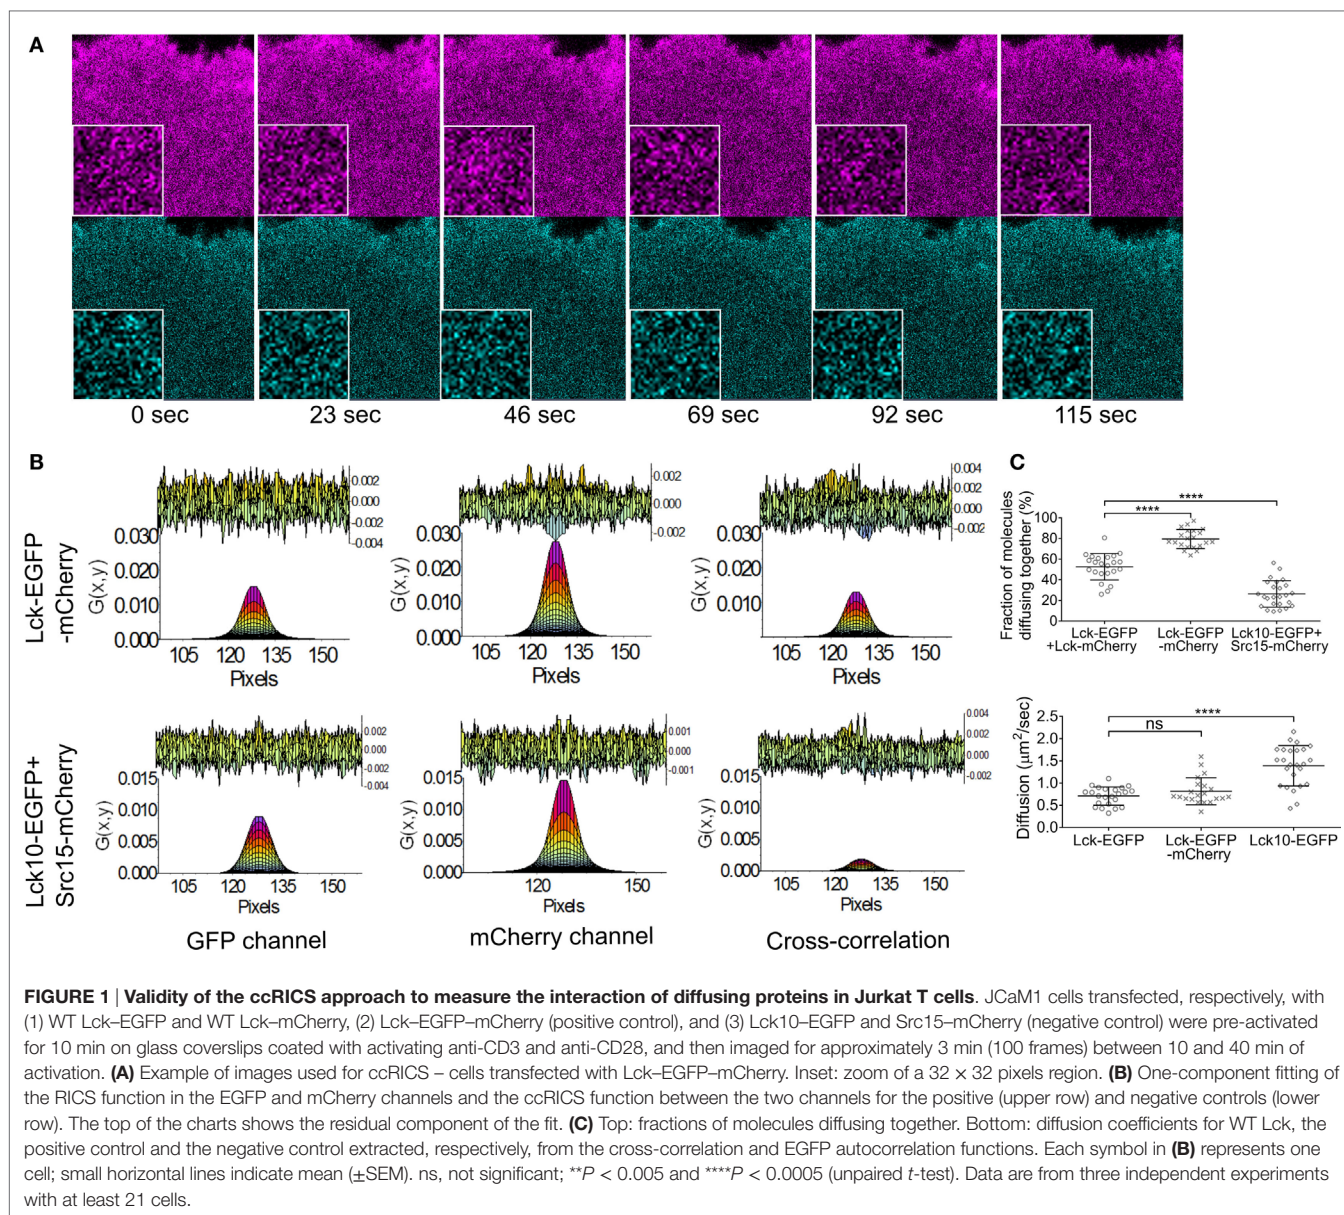 A
0 sec 23 sec 46 sec 69 sec 92 sec 115 sec
B
Lck-EGFP
-mCherry
0.002
0.000
-0.002
-0.004
0.030
0.020
0.010
0.000
G(x,y)
105 120 135 150
Pixels
0.002
0.000
-0.002
0.030
0.020
0.010
0.000
G(x,y)
105 120 135 150
Pixels
0.004
0.002
0.000
-0.002
0.030
0.020
0.010
0.000
G(x,y)
105 120 135 150
Pixels
Lck10-EGFP+
Src15-mCherry
0.002
0.000
-0.002
-0.004
0.015
0.010
0.005
0.000
G(x,y)
105 120 135 150
Pixels
GFP channel
0.001
0.000
-0.001
0.015
0.010
0.005
0.000
G(x,y)
120 150
Pixels
mCherry channel
0.004
0.002
0.000
-0.002
0.015
0.010
0.005
0.000
G(x,y)
105 120 135 150
Pixels
Cross-correlation
C
****
****
Fraction of molecules
diffusing together (%)
100
80
60
40
20
0
Lck-EGFP
+Lck-mCherry
Lck-EGFP
-mCherry
Lck10-EGFP+
Src15-mCherry
****
ns
Diffusion (µm²/sec)
2.5
2.0
1.5
1.0
0.5
0.0
Lck-EGFP
Lck-EGFP
-mCherry
Lck10-EGFP
FIGURE 1 | Validity of the ccRICS approach to measure the interaction of diffusing proteins in Jurkat T cells. JCaM1 cells transfected, respectively, with
(1) WT Lck–EGFP and WT Lck–mCherry, (2) Lck–EGFP–mCherry (positive control), and (3) Lck10–EGFP and Src15–mCherry (negative control) were pre-activated
for 10 min on glass coverslips coated with activating anti-CD3 and anti-CD28, and then imaged for approximately 3 min (100 frames) between 10 and 40 min of
activation. (A) Example of images used for ccRICS – cells transfected with Lck–EGFP–mCherry. Inset: zoom of a 32 × 32 pixels region. (B) One-component fitting of
the RICS function in the EGFP and mCherry channels and the ccRICS function between the two channels for the positive (upper row) and negative controls (lower
row). The top of the charts shows the residual component of the fit. (C) Top: fractions of molecules diffusing together. Bottom: diffusion coefficients for WT Lck, the
positive control and the negative control extracted, respectively, from the cross-correlation and EGFP autocorrelation functions. Each symbol in (B) represents one
cell; small horizontal lines indicate mean (±SEM). ns, not significant; **P < 0.005 and ****P < 0.0005 (unpaired t-test). Data are from three independent experiments
with at least 21 cells.